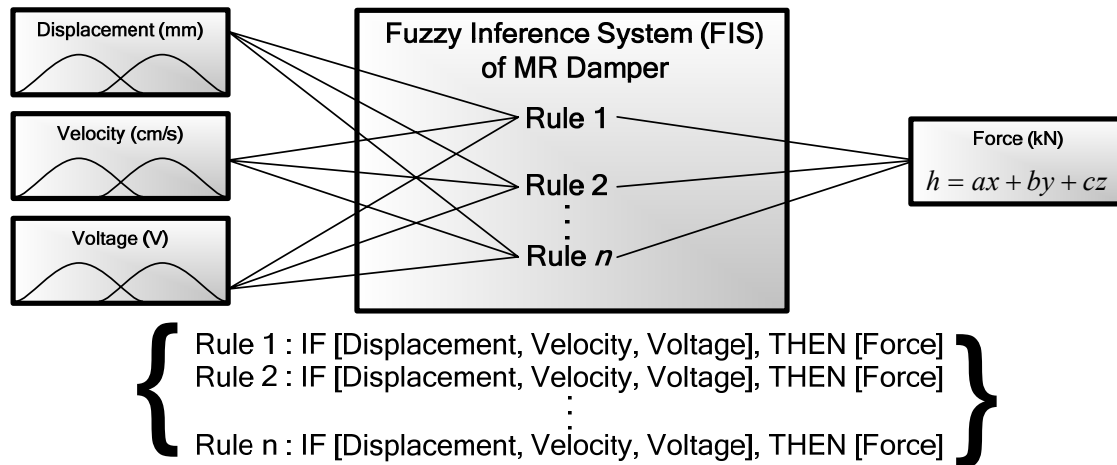 Displacement (mm)
Velocity (cm/s)
Voltage (V)
Fuzzy Inference System (FIS)
of MR Damper
Rule 1
Rule 2
Rule n
Force (kN)
h = ax + by + cz
Rule 1 : IF [Displacement, Velocity, Voltage], THEN [Force]
Rule 2 : IF [Displacement, Velocity, Voltage], THEN [Force]
Rule n : IF [Displacement, Velocity, Voltage], THEN [Force]